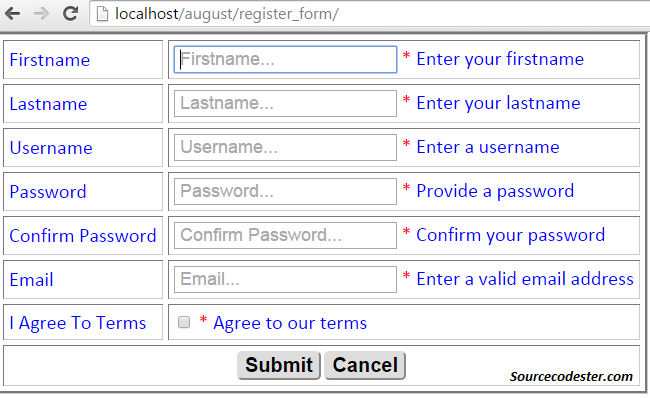 localhost/august/register_form/
Firstname Firstname... * Enter your firstname
Lastname Lastname... * Enter your lastname
Username Username... * Enter a username
Password Password... * Provide a password
Confirm Password Confirm Password... * Confirm your password
Email Email... * Enter a valid email address
I Agree To Terms * Agree to our terms
Submit Cancel
Sourcecodester.com